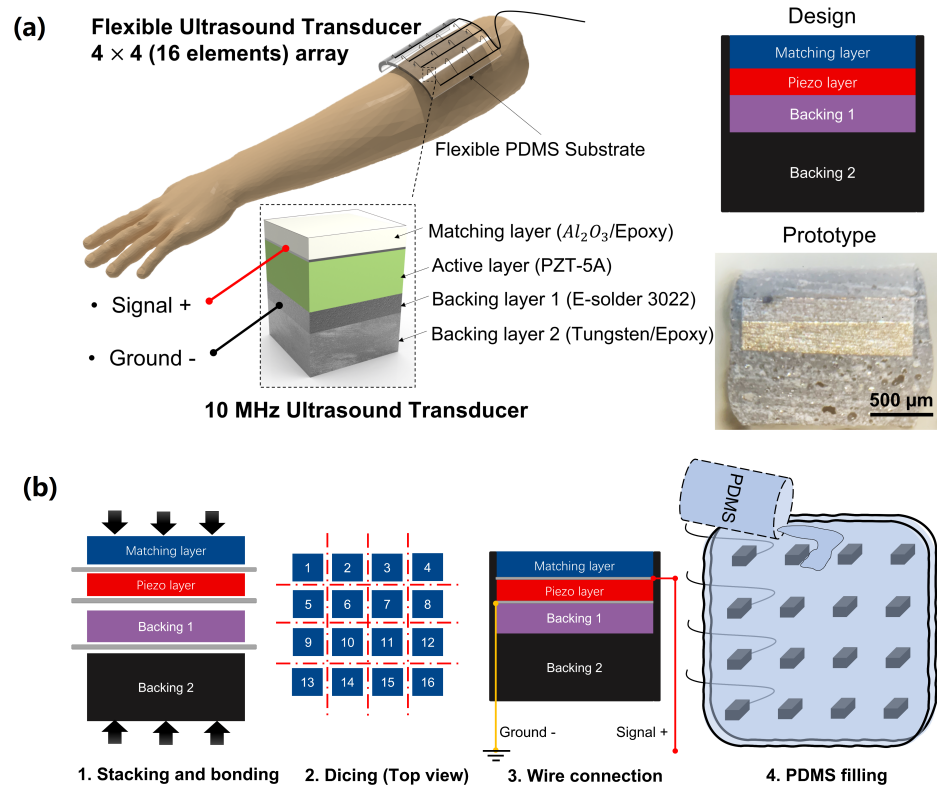 (a)
Flexible Ultrasound Transducer
4 × 4 (16 elements) array
Flexible PDMS Substrate
Matching layer (Al₂O₃/Epoxy)
Active layer (PZT-5A)
Backing layer 1 (E-solder 3022)
Backing layer 2 (Tungsten/Epoxy)
• Signal +
• Ground -
10 MHz Ultrasound Transducer
Design
Matching layer
Piezo layer
Backing 1
Backing 2
Prototype
500 μm
(b)
Matching layer
Piezo layer
Backing 1
Backing 2
1. Stacking and bonding
1 2 3 4
5 6 7 8
9 10 11 12
13 14 15 16
2. Dicing (Top view)
Matching layer
Piezo layer
Backing 1
Backing 2
Ground -
Signal +
3. Wire connection
PDMS
4. PDMS filling